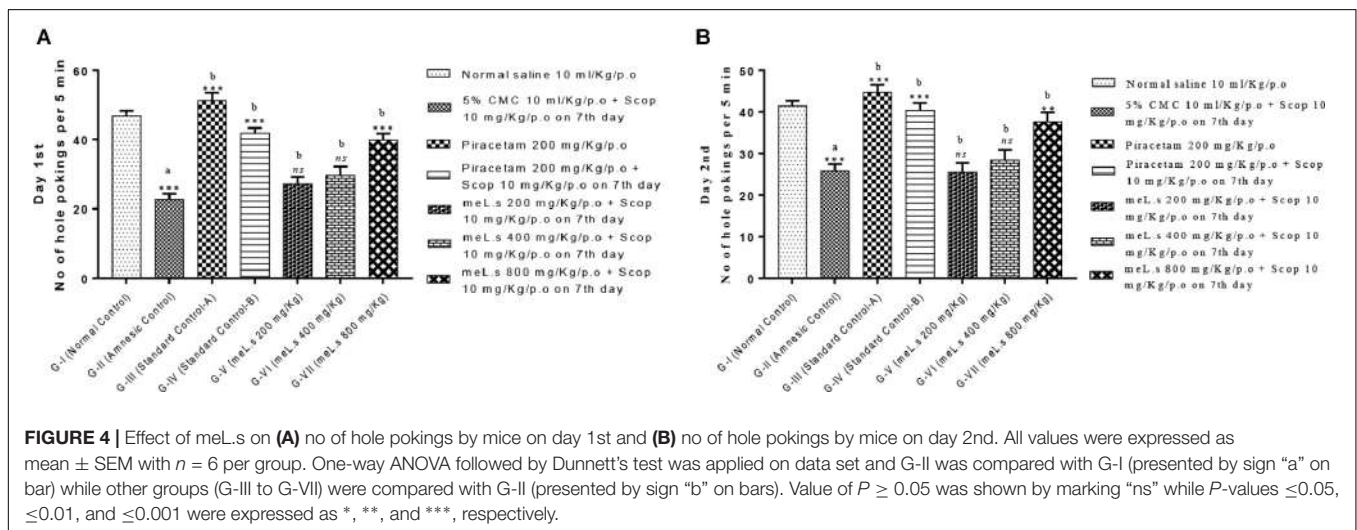 A
Day 1st
No of hole pokings per 5 min
60
40
20
0
a
***
b
***
b
***
b
ns
b
ns
b
***
G-I (Normal Control)
G-II (Amnesic Control)
G-III (Standard Control-A)
G-IV (Standard Control-B)
G-V (meL.s 200 mg/Kg)
G-VI (meL.s 400 mg/Kg)
G-VII (meL.s 800 mg/Kg)
Normal saline 10 ml/Kg/p.o
5% CMC 10 ml/Kg/p.o + Scop
10 mg/Kg/p.o on 7th day
Piracetam 200 mg/Kg/p.o
Piracetam 200 mg/Kg/p.o +
Scop 10 mg/Kg/p.o on 7th day
meL.s 200 mg/Kg/p.o + Scop
10 mg/Kg/p.o on 7th day
meL.s 400 mg/Kg/p.o + Scop
10 mg/Kg/p.o on 7th day
meL.s 800 mg/Kg/p.o + Scop
10 mg/Kg/p.o on 7th day
B
Day 2nd
No of hole pokings per 5 min
50
40
30
20
10
0
a
***
b
***
b
***
b
ns
b
ns
b
**
G-I (Normal Control)
G-II (Amnesic Control)
G-III (Standard Control-A)
G-IV (Standard Control-B)
G-V (meL.s 200 mg/Kg)
G-VI (meL.s 400 mg/Kg)
G-VII (meL.s 800 mg/Kg)
Normal saline 10 ml/Kg/p.o
5% CMC 10 ml/Kg/p.o + Scop 10
mg/Kg/p.o on 7th day
Piracetam 200 mg/Kg/p.o
Piracetam 200 mg/Kg/p.o + Scop
10 mg/Kg/p.o on 7th day
meL.s 200 mg/Kg/p.o + Scop 10
mg/Kg/p.o on 7th day
meL.s 400 mg/Kg/p.o + Scop 10
mg/Kg/p.o on 7th day
meL.s 800 mg/Kg/p.o + Scop 10
mg/Kg/p.o on 7th day
FIGURE 4 | Effect of meL.s on (A) no of hole pokings by mice on day 1st and (B) no of hole pokings by mice on day 2nd. All values were expressed as
mean ± SEM with n = 6 per group. One-way ANOVA followed by Dunnett's test was applied on data set and G-II was compared with G-I (presented by sign "a" on
bar) while other groups (G-III to G-VII) were compared with G-II (presented by sign "b" on bars). Value of P ≥ 0.05 was shown by marking "ns" while P-values ≤0.05,
≤0.01, and ≤0.001 were expressed as *, **, and ***, respectively.